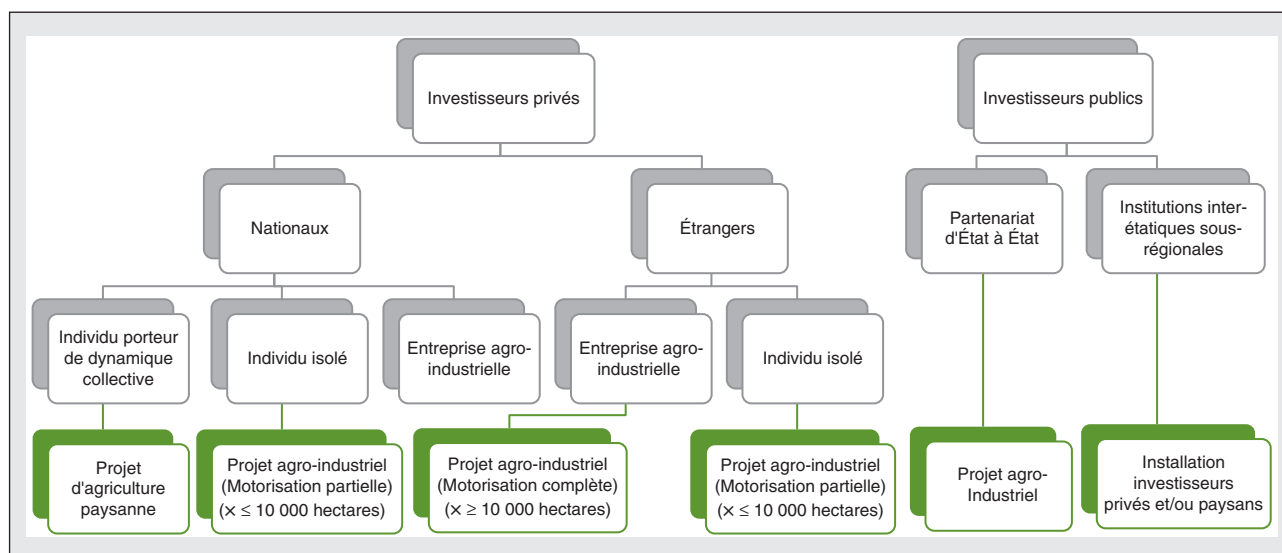 Investisseurs privés
Investisseurs publics
Nationaux
Étrangers
Partenariat
d'État à État
Institutions inter-
étatiques sous-
régionales
Individu porteur
de dynamique
collective
Individu isolé
Entreprise agro-
industrielle
Entreprise agro-
industrielle
Individu isolé
Projet
d'agriculture
paysanne
Projet agro-industriel
(Motorisation partielle)
(× ≤ 10 000 hectares)
Projet agro-industriel
(Motorisation complète)
(× ≥ 10 000 hectares)
Projet agro-industriel
(Motorisation partielle)
(× ≤ 10 000 hectares)
Projet agro-
Industriel
Installation
investisseurs
privés et/ou paysans